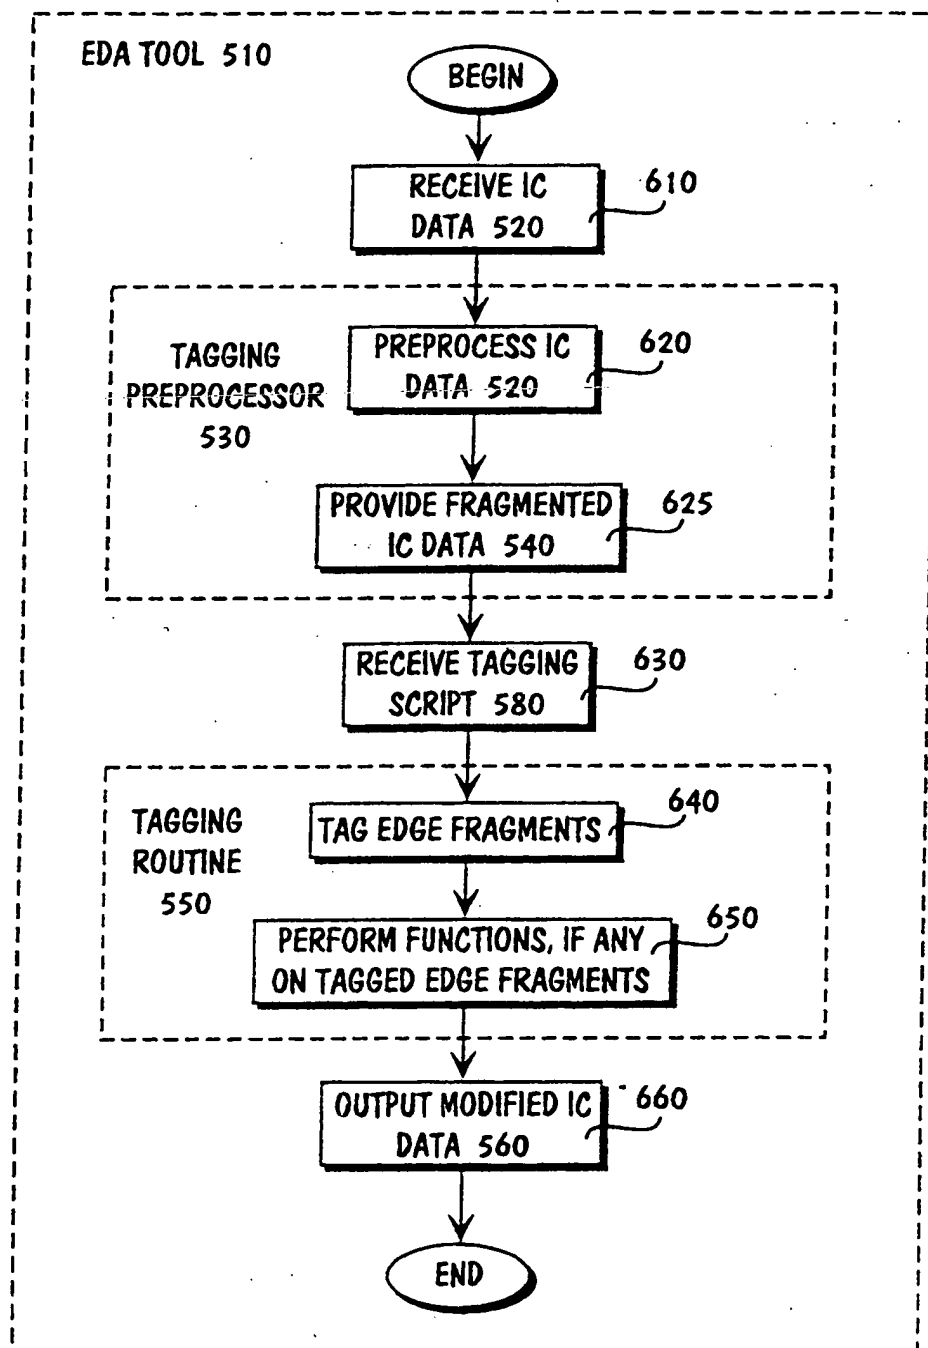 EDA TOOL 510
BEGIN
RECEIVE IC
DATA 520
610
TAGGING
PREPROCESSOR
530
PREPROCESS IC
DATA 520
620
PROVIDE FRAGMENTED
IC DATA 540
625
RECEIVE TAGGING
SCRIPT 580
630
TAGGING
ROUTINE
550
TAG EDGE FRAGMENTS
640
PERFORM FUNCTIONS, IF ANY
ON TAGGED EDGE FRAGMENTS
650
OUTPUT MODIFIED IC
DATA 560
660
END